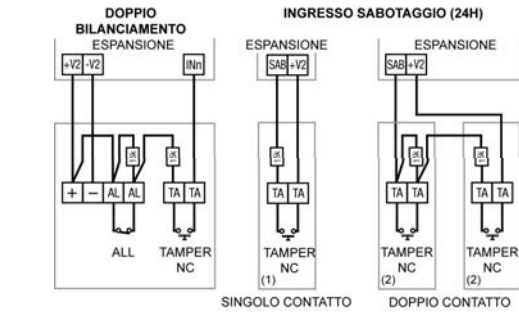 DOPPIO
BILANCIAMENTO
ESPANSIONE
+V2 -V2
INn
+ − AL AL
TA TA
ALL
TAMPER
NC
INGRESSO SABOTAGGIO (24H)
ESPANSIONE
SAB +V2
TA TA
TAMPER
NC
(1)
SINGOLO CONTATTO
ESPANSIONE
SAB +V2
TA TA
TA TA
TAMPER
NC
(2)
TAMPER
NC
(2)
DOPPIO CONTATTO